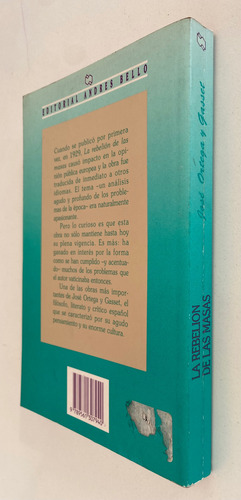 EDITORIAL ANDRES BELLO
Cuando se publicó por primera
vez, en 1909, La rebelión de las
masas causó impacto en la opi-
nión pública europea y la obra fue
traducida de inmediato a otros
idiomas. El tema -un análisis
agudo y profundo de los proble-
mas de la época- era naturalmente
apasionante.
Pero lo curioso es que esta
obra no sólo mantiene hasta hoy
su plena vigencia. Es más: ha
ganado en interés por la forma
como se han cumplido -y acentua-
do- muchos de los problemas que
el autor vaticinaba entonces.
Una de las obras más impor-
tantes de José Ortega y Gasset, el
filósofo, literato y crítico español
que se caracterizó por su agudo
pensamiento y su enorme cultura.
José Ortega y Gasset
LA REBELION
DE LAS MASAS